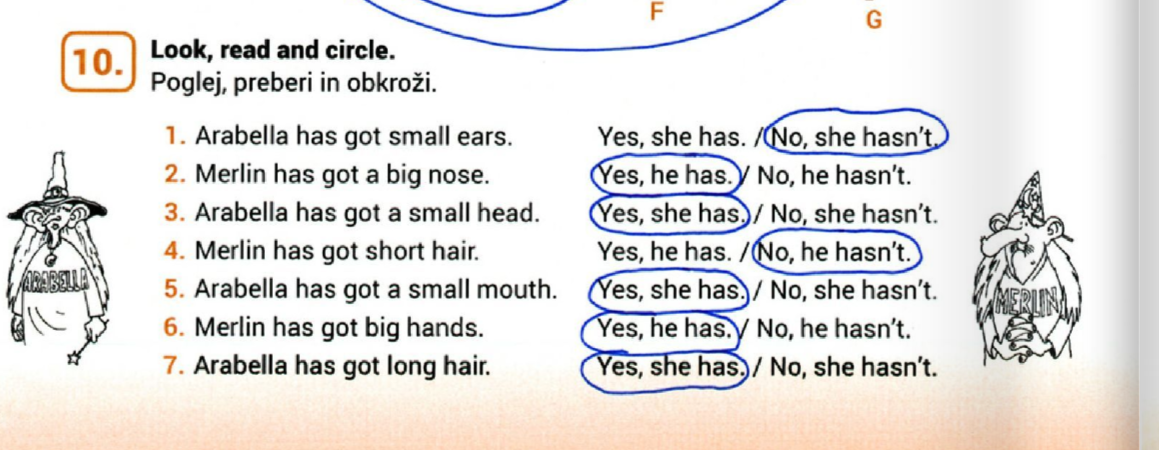 F
G
10. Look, read and circle.
Poglej, preberi in obkroži.
1. Arabella has got small ears. Yes, she has. / No, she hasn't.
2. Merlin has got a big nose. Yes, he has. / No, he hasn't.
3. Arabella has got a small head. Yes, she has. / No, she hasn't.
4. Merlin has got short hair. Yes, he has. / No, he hasn't.
5. Arabella has got a small mouth. Yes, she has. / No, she hasn't.
6. Merlin has got big hands. Yes, he has. / No, he hasn't.
7. Arabella has got long hair. Yes, she has. / No, she hasn't.
ARABELLA
MERLIN